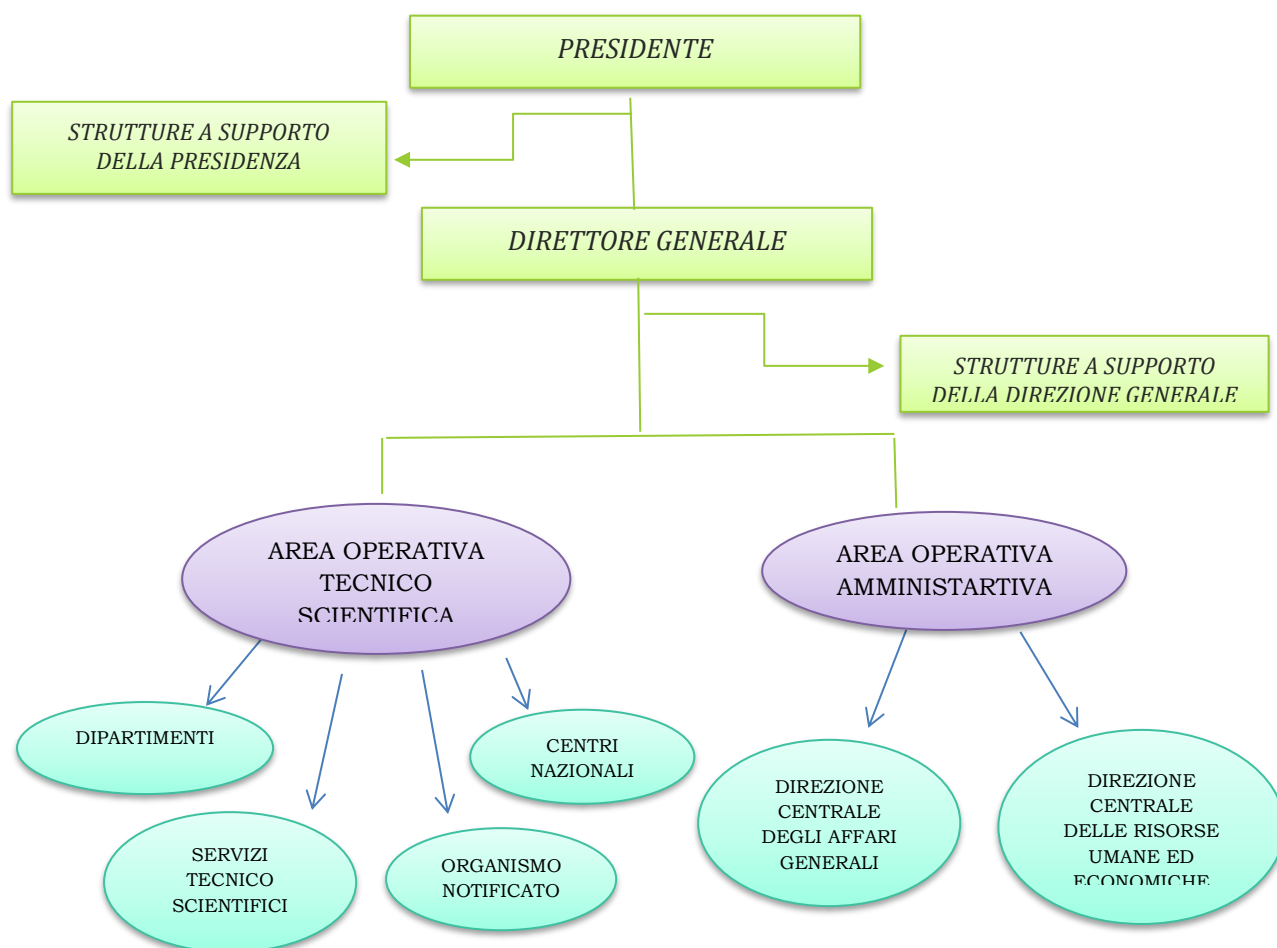 PRESIDENTE
STRUTTURE A SUPPORTO
DELLA PRESIDENZA
DIRETTORE GENERALE
STRUTTURE A SUPPORTO
DELLA DIREZIONE GENERALE
AREA OPERATIVA
TECNICO
SCIENTIFICA
AREA OPERATIVA
AMMINISTARTIVA
DIPARTIMENTI
CENTRI
NAZIONALI
SERVIZI
TECNICO
SCIENTIFICI
ORGANISMO
NOTIFICATO
DIREZIONE
CENTRALE
DEGLI AFFARI
GENERALI
DIREZIONE
CENTRALE
DELLE RISORSE
UMANE ED
ECONOMICHE